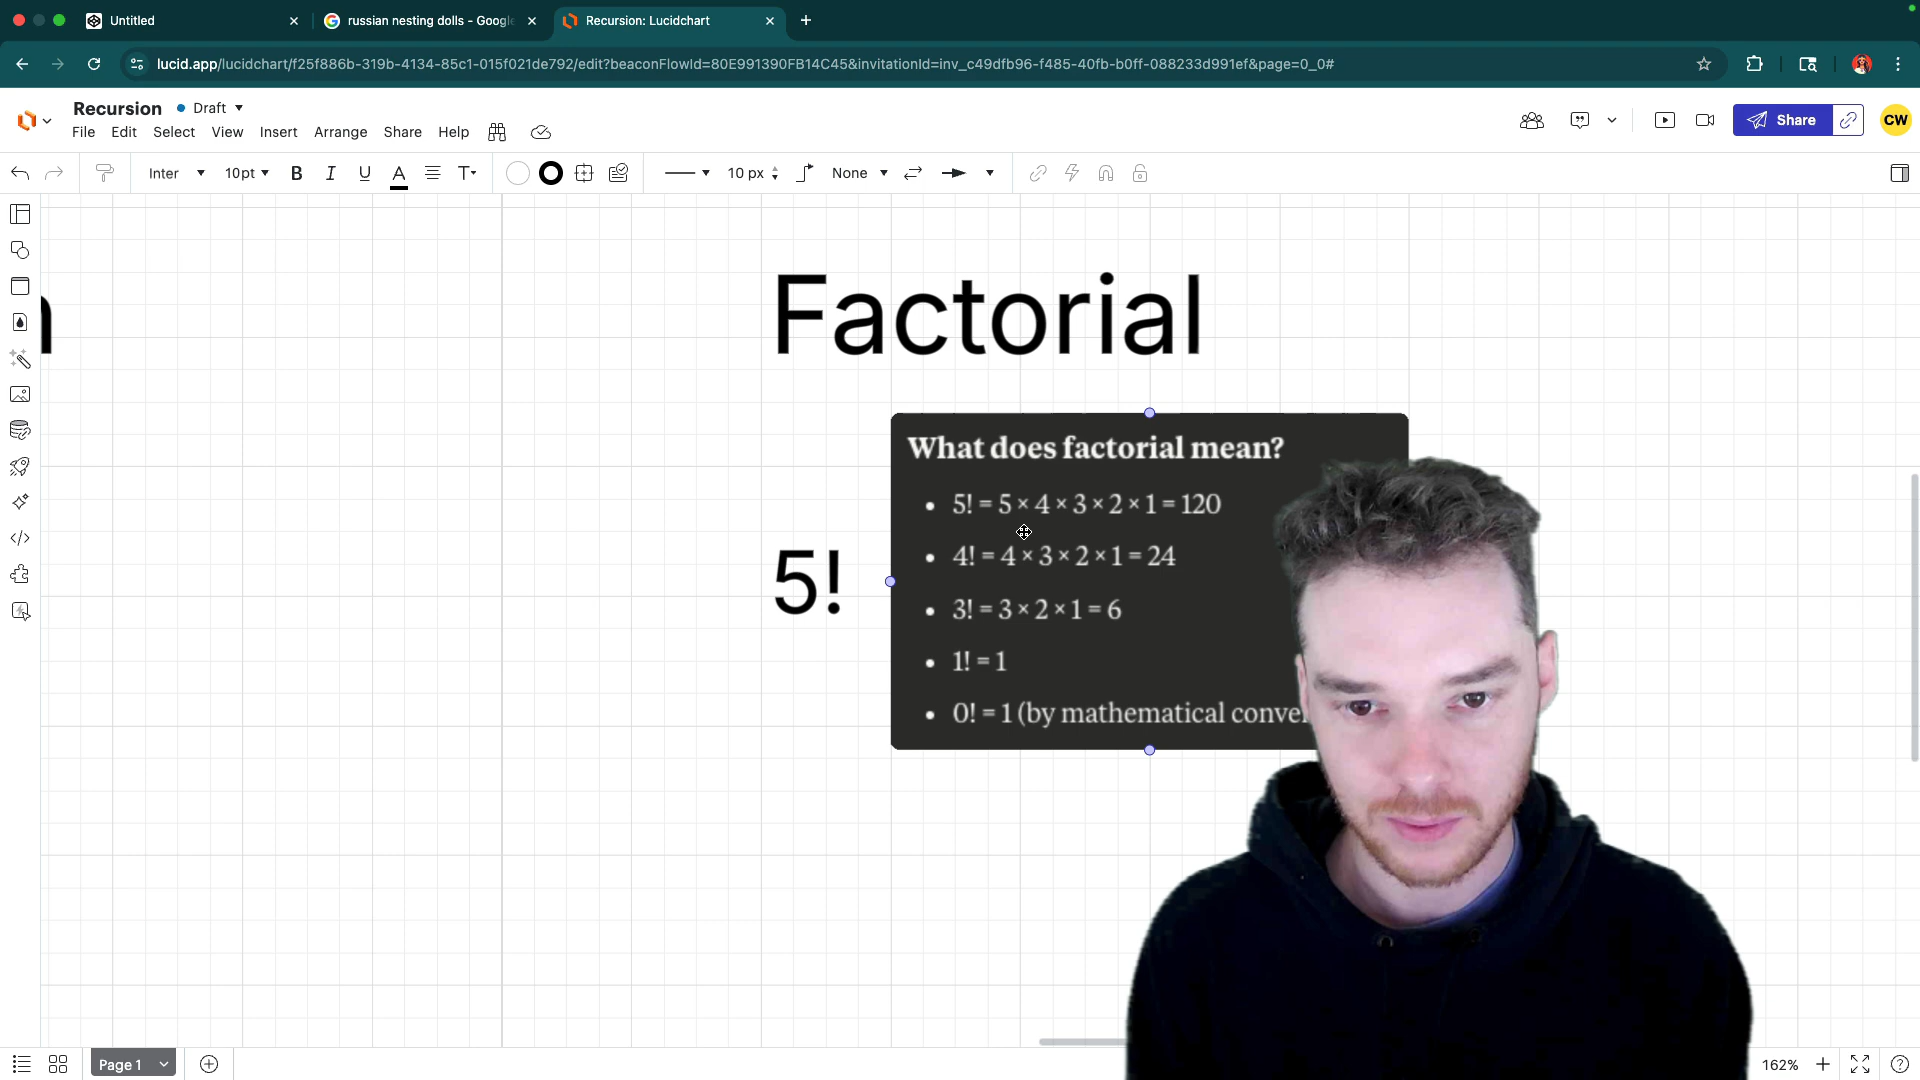 Untitled
russian nesting dolls - Google
Recursion: Lucidchart
lucid.app/lucidchart/f25f886b-319b-4134-85c1-015f021de792/edit?beaconFlowId=80E991390FB14C45&invitationId=inv_c49dfb96-f485-40fb-b0ff-088233d991ef&page=0_0#
Recursion Draft
File Edit Select View Insert Arrange Share Help
Share
CW
Inter 10pt B I U A T 10 px None
Factorial
5!
What does factorial mean?
• 5! = 5 × 4 × 3 × 2 × 1 = 120
• 4! = 4 × 3 × 2 × 1 = 24
• 3! = 3 × 2 × 1 = 6
• 1! = 1
• 0! = 1 (by mathematical
Page 1
162%